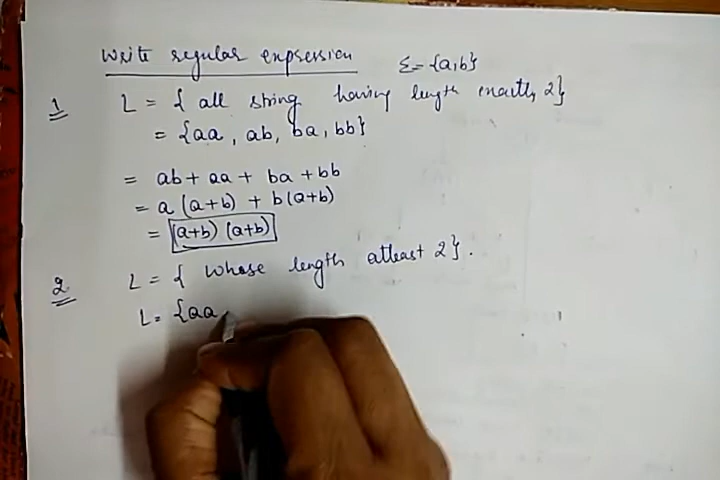 Write regular expression Σ = {a,b}
1 L = { all string having length exactly 2}
= {aa, ab, ba, bb}
= ab + aa + ba + bb
= a (a+b) + b(a+b)
= (a+b) (a+b)
2 L = { whose length atleast 2}.
L = {aa,